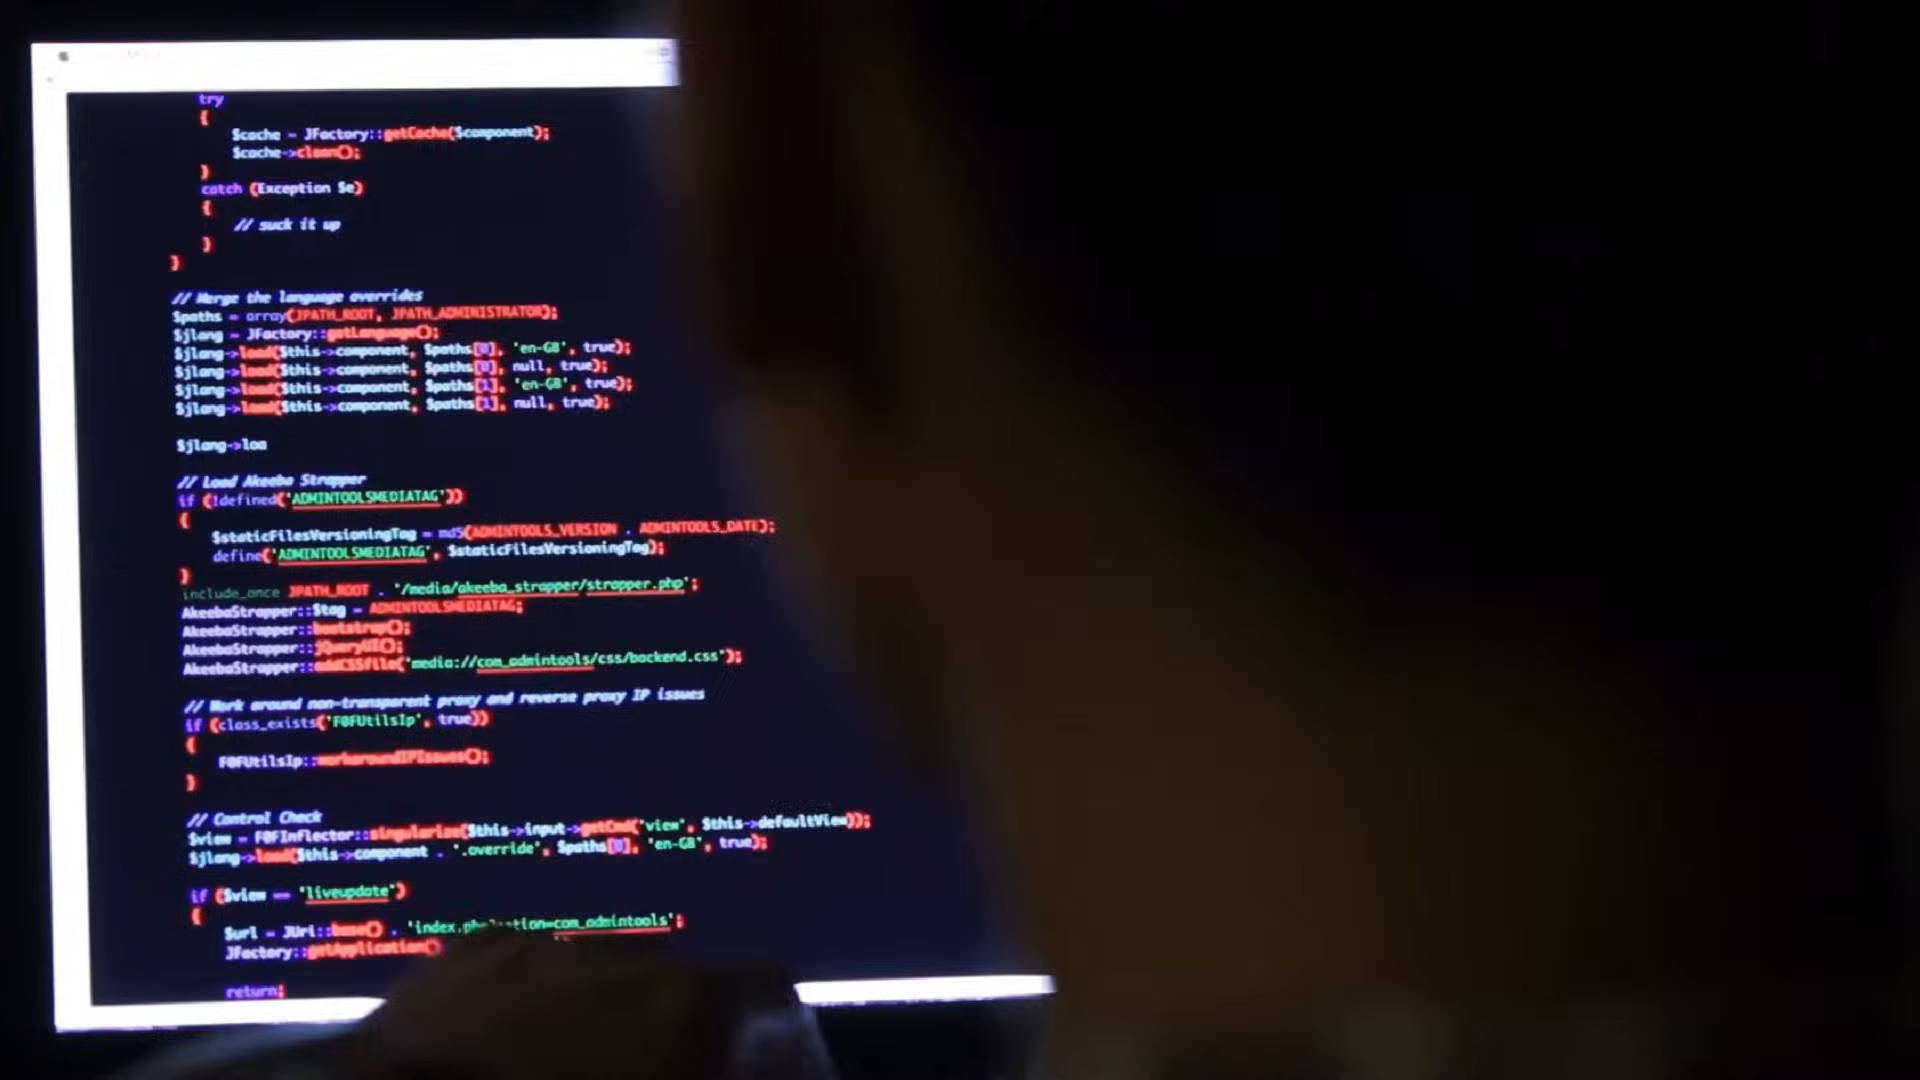 try
{
$cache = JFactory::getCache($component);
$cache->clean();
}
catch (Exception $e)
{
// suck it up
}
}
// Merge the language overrides
$paths = array(JPATH_ROOT, JPATH_ADMINISTRATOR);
$jlang = JFactory::getLanguage();
$jlang->load($this->component, $paths[0], 'en-GB', true);
$jlang->load($this->component, $paths[0], null, true);
$jlang->load($this->component, $paths[1], 'en-GB', true);
$jlang->load($this->component, $paths[1], null, true);
$jlang->loa
// Load Akeeba Strapper
if (!defined('ADMINTOOLSMEDIATAG'))
{
$staticFilesVersioningTag = md5(ADMINTOOLS_VERSION . ADMINTOOLS_DATE);
define('ADMINTOOLSMEDIATAG', $staticFilesVersioningTag);
}
include_once JPATH_ROOT . '/media/akeeba_strapper/strapper.php';
AkeebaStrapper::$tag = ADMINTOOLSMEDIATAG;
AkeebaStrapper::bootstrap();
AkeebaStrapper::jQueryUI();
AkeebaStrapper::addCSSfile('media://com_admintools/css/backend.css');
// Work around non-transparent proxy and reverse proxy IP issues
if (class_exists('F0FUtilsIp', true))
{
F0FUtilsIp::workaroundIPIssues();
}
// Control Check
$view = F0FInflector::singularize($this->input->getCmd('view', $this->defaultView));
$jlang->load($this->component . '.override', $paths[0], 'en-GB', true);
if ($view == 'liveupdate')
{
$url = JUri::base() . 'index.php tion=com_admintools';
JFactory::getApplication()
return;